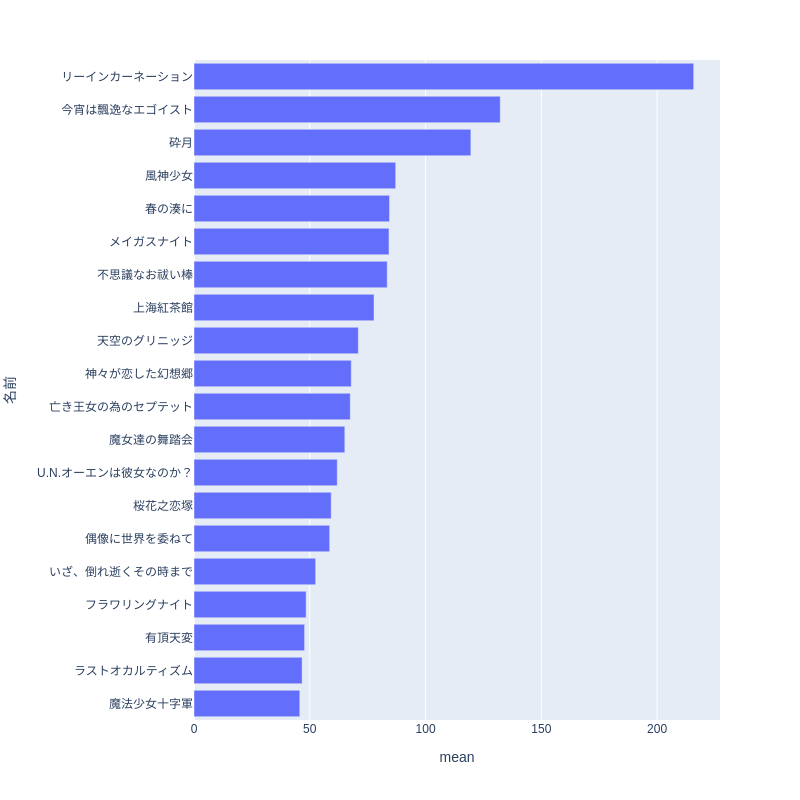 リーインカーネーション
今宵は飄逸なエゴイスト
砕月
風神少女
春の湊に
メイガスナイト
不思議なお祓い棒
上海紅茶館
天空のグリニッジ
神々が恋した幻想郷
亡き王女の為のセプテット
魔女達の舞踏会
U.N.オーエンは彼女なのか？
桜花之恋塚
偶像に世界を委ねて
いざ、倒れ逝くその時まで
フラワリングナイト
有頂天変
ラストオカルティズム
魔法少女十字軍
名前
0 50 100 150 200
mean